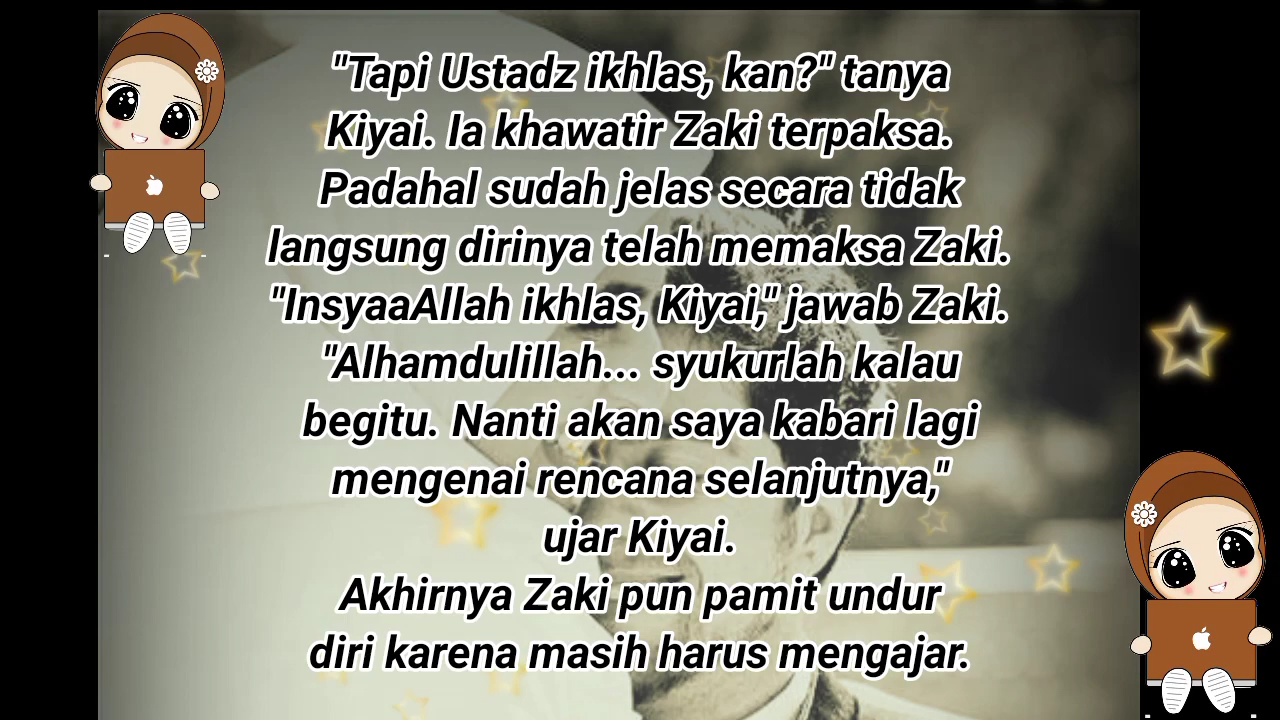 "Tapi Ustadz ikhlas, kan?" tanya
Kiyai. Ia khawatir Zaki terpaksa.
Padahal sudah jelas secara tidak
langsung dirinya telah memaksa Zaki.
"InsyaaAllah ikhlas, Kiyai," jawab Zaki.
"Alhamdulillah... syukurlah kalau
begitu. Nanti akan saya kabari lagi
mengenai rencana selanjutnya,"
ujar Kiyai.
Akhirnya Zaki pun pamit undur
diri karena masih harus mengajar.